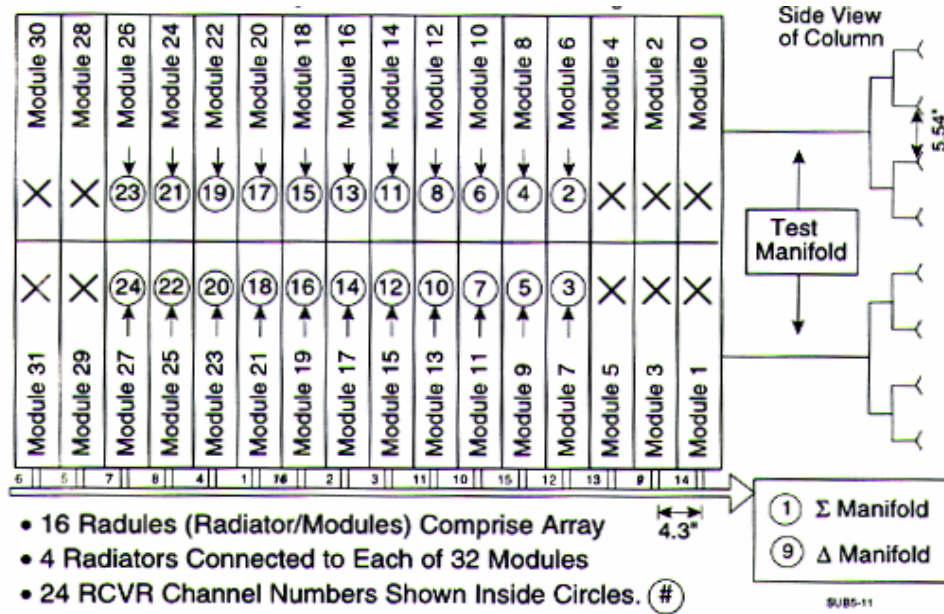 Module 30
Module 28
Module 26
Module 24
Module 22
Module 20
Module 18
Module 16
Module 14
Module 12
Module 10
Module 8
Module 6
Module 4
Module 2
Module 0
Side View
of Column
5.54"
23 21 19 17 15 13 11 8 6 4 2
Test
Manifold
24 22 20 18 16 14 12 10 7 5 3
Module 31
Module 29
Module 27
Module 25
Module 23
Module 21
Module 19
Module 17
Module 15
Module 13
Module 11
Module 9
Module 7
Module 5
Module 3
Module 1
6 5 7 8 4 1 16 2 3 11 10 15 12 13 9 14
4.3"
1 Σ Manifold
9 Δ Manifold
• 16 Radules (Radiator/Modules) Comprise Array
• 4 Radiators Connected to Each of 32 Modules
• 24 RCVR Channel Numbers Shown Inside Circles. #
SUB5-11